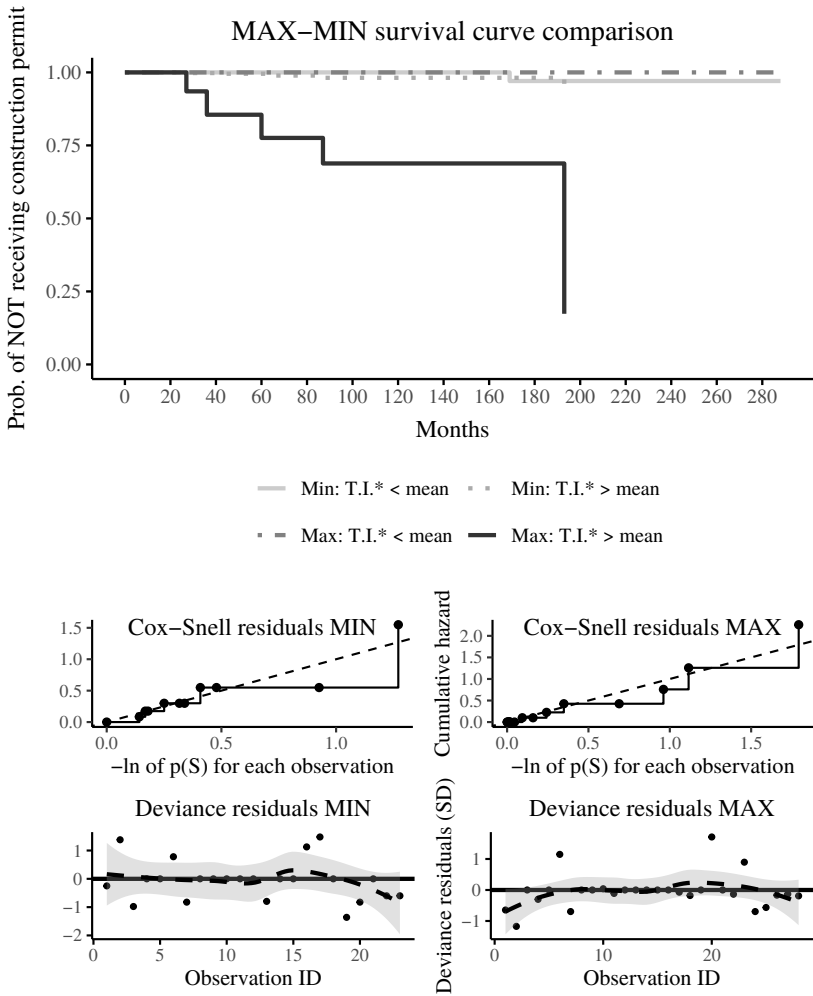 MAX−MIN survival curve comparison
Prob. of NOT receiving construction permit
1.00
0.75
0.50
0.25
0.00
0 20 40 60 80 100 120 140 160 180 200 220 240 260 280
Months
Min: T.I.* < mean Min: T.I.* > mean
Max: T.I.* < mean Max: T.I.* > mean
Cox−Snell residuals MIN
1.5
1.0
0.5
0.0
0.0 0.5 1.0
−ln of p(S) for each observation
Cumulative hazard
Cox−Snell residuals MAX
2.0
1.5
1.0
0.5
0.0
0.0 0.5 1.0 1.5
−ln of p(S) for each observation
Deviance residuals MIN
1
0
−1
−2
0 5 10 15 20
Observation ID
Deviance residuals (SD)
Deviance residuals MAX
1
0
−1
0 10 20
Observation ID